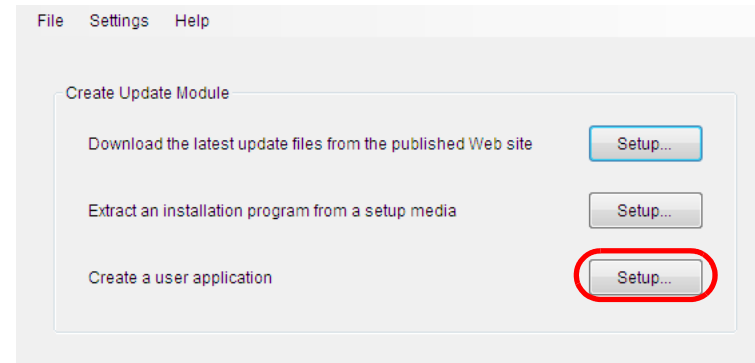 File Settings Help
Create Update Module
Download the latest update files from the published Web site Setup...
Extract an installation program from a setup media Setup...
Create a user application Setup...